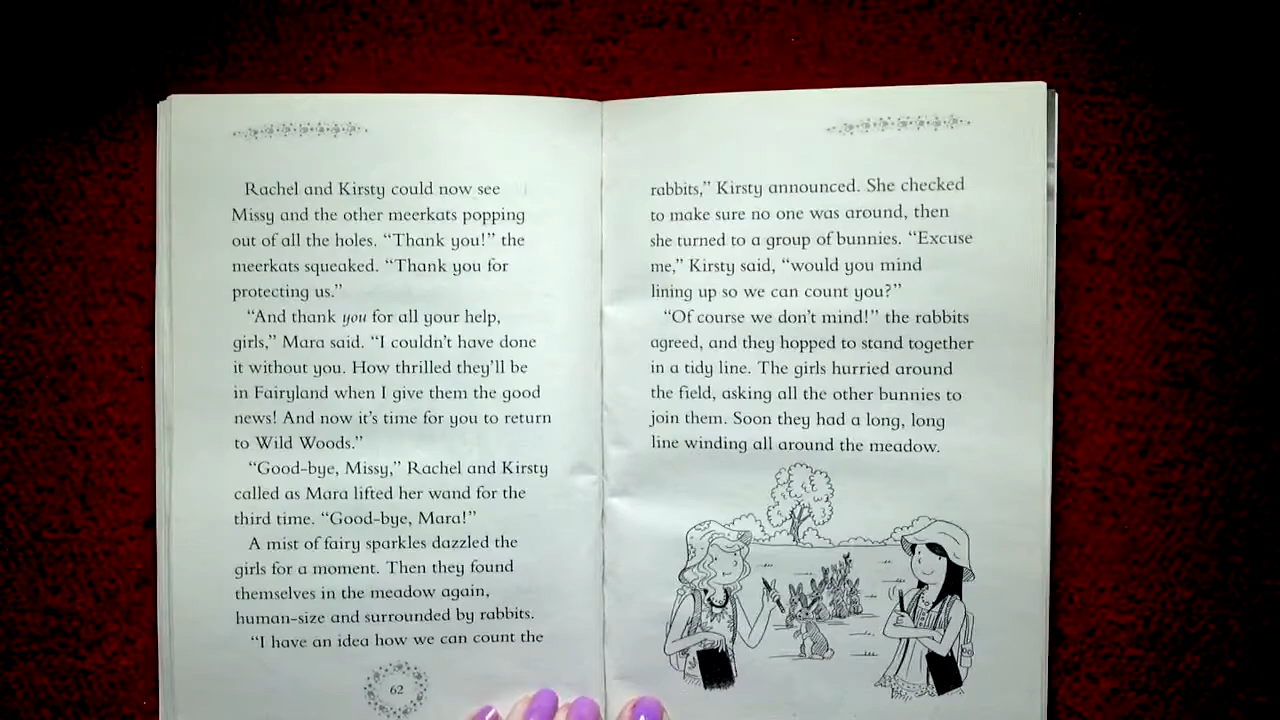 Rachel and Kirsty could now see
Missy and the other meerkats popping
out of all the holes. “Thank you!” the
meerkats squeaked. “Thank you for
protecting us.”
“And thank you for all your help,
girls,” Mara said. “I couldn’t have done
it without you. How thrilled they’ll be
in Fairyland when I give them the good
news! And now it’s time for you to return
to Wild Woods.”
“Good-bye, Missy,” Rachel and Kirsty
called as Mara lifted her wand for the
third time. “Good-bye, Mara!”
A mist of fairy sparkles dazzled the
girls for a moment. Then they found
themselves in the meadow again,
human-size and surrounded by rabbits.
“I have an idea how we can count the
62
rabbits,” Kirsty announced. She checked
to make sure no one was around, then
she turned to a group of bunnies. “Excuse
me,” Kirsty said, “would you mind
lining up so we can count you?”
“Of course we don’t mind!” the rabbits
agreed, and they hopped to stand together
in a tidy line. The girls hurried around
the field, asking all the other bunnies to
join them. Soon they had a long, long
line winding all around the meadow.